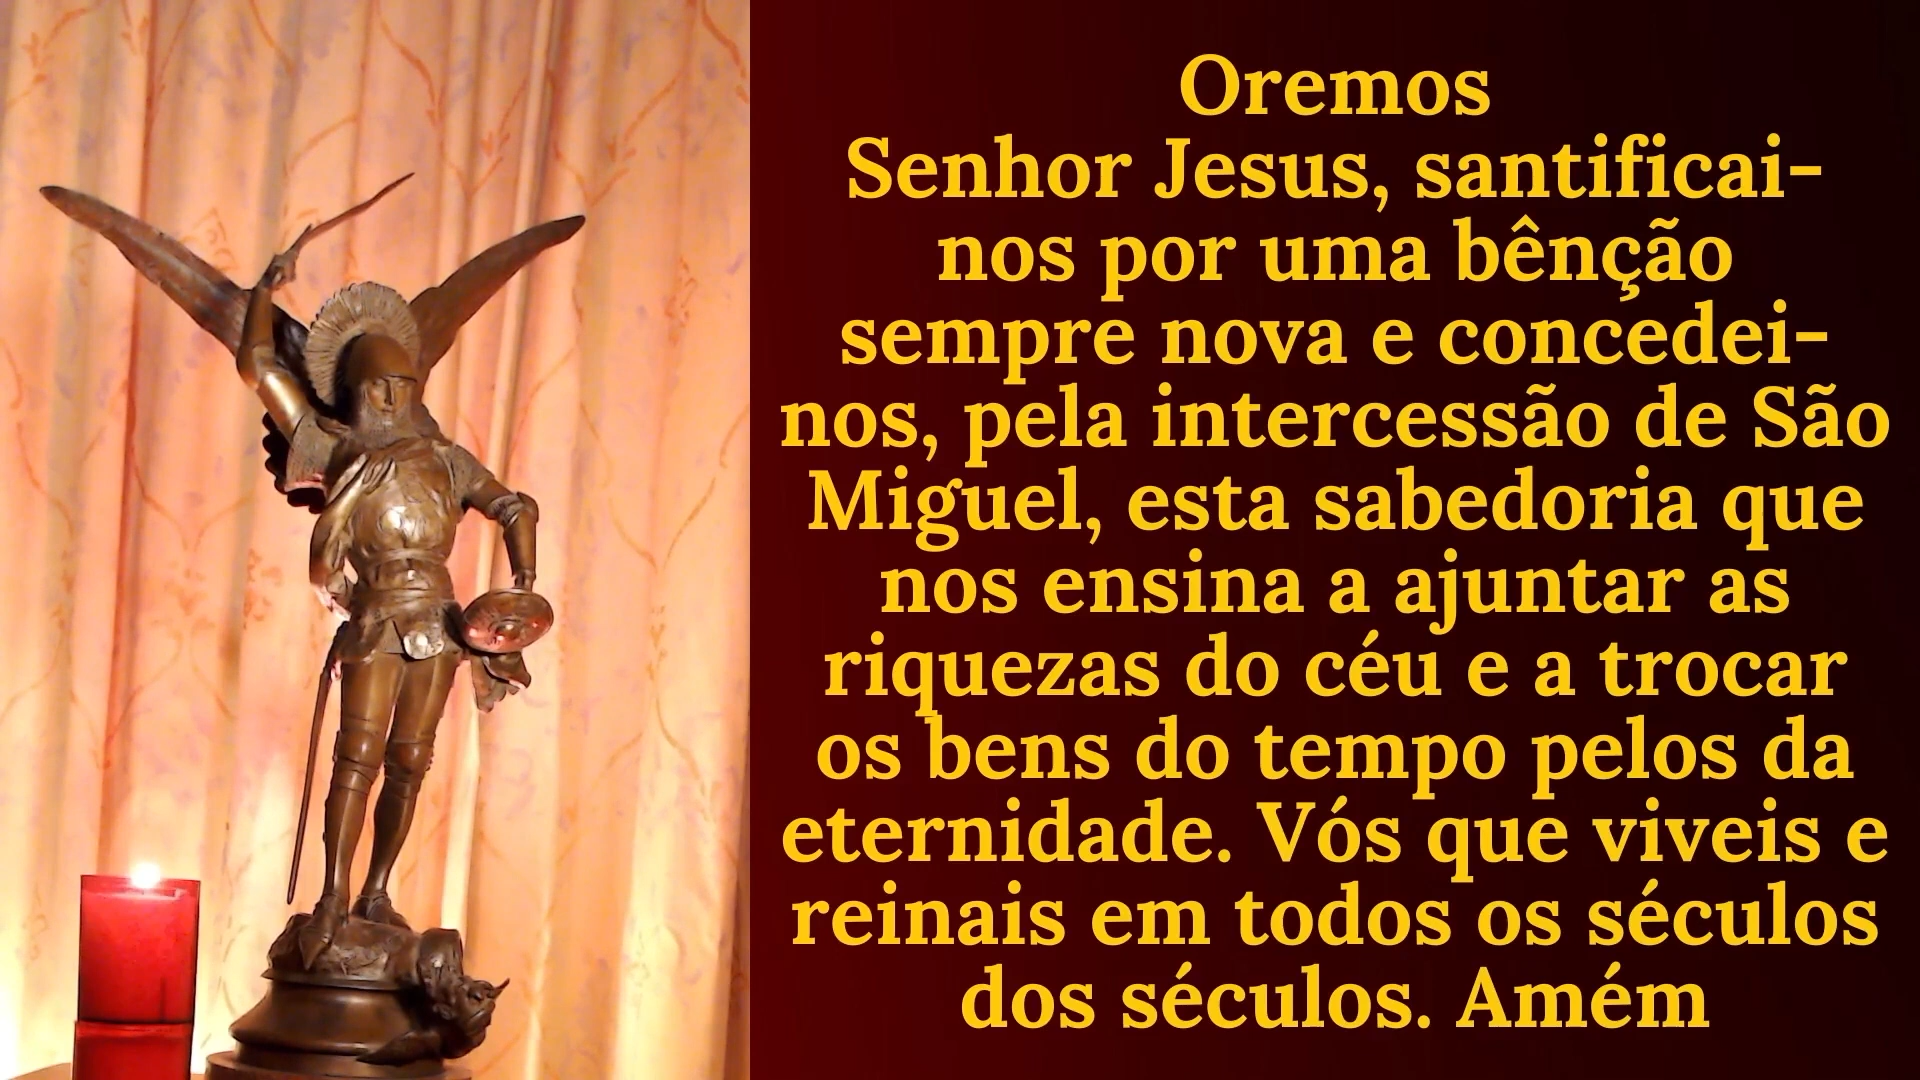 Oremos
Senhor Jesus, santificai-
nos por uma bênção
sempre nova e concedei-
nos, pela intercessão de São
Miguel, esta sabedoria que
nos ensina a ajuntar as
riquezas do céu e a trocar
os bens do tempo pelos da
eternidade. Vós que viveis e
reinais em todos os séculos
dos séculos. Amém